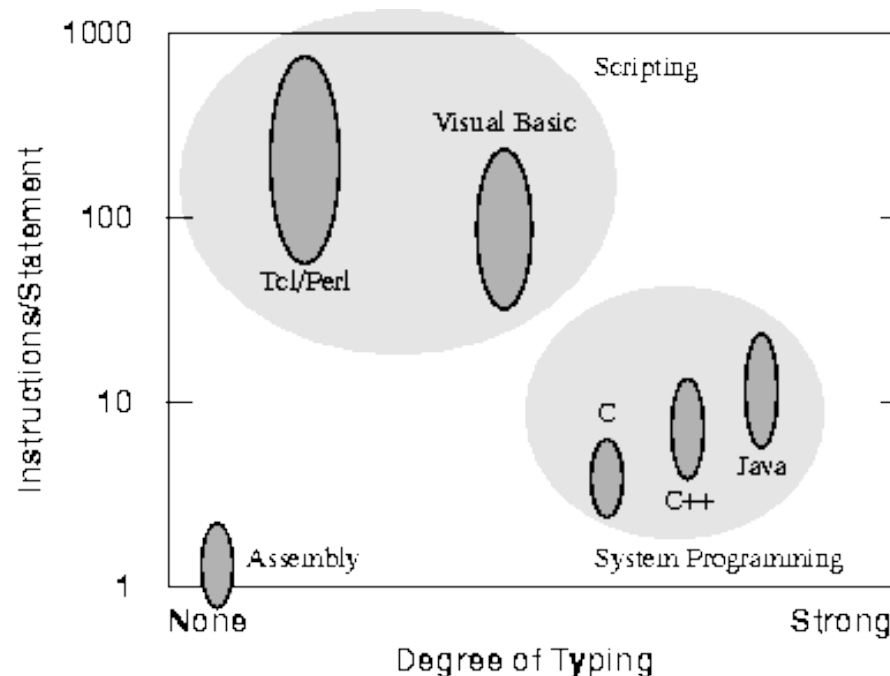 1000
Scripting
Visual Basic
100
Tcl/Perl
Instructions/Statement
10
C
C++
Java
Assembly
System Programming
1
None
Strong
Degree of Typing